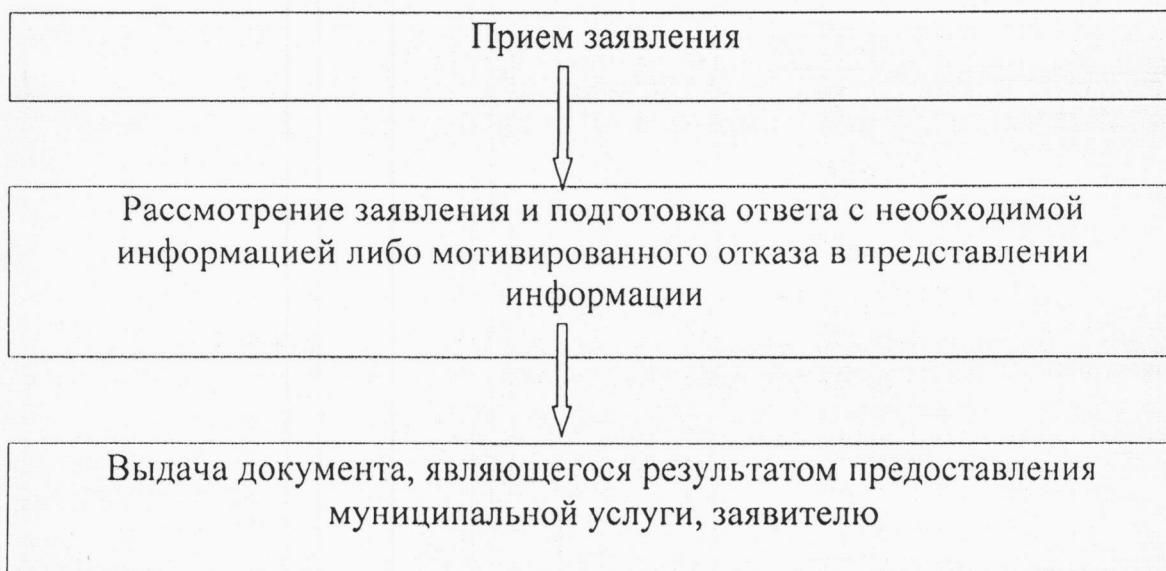 Прием заявления
Рассмотрение заявления и подготовка ответа с необходимой
информацией либо мотивированного отказа в представлении
информации
Выдача документа, являющегося результатом предоставления
муниципальной услуги, заявителю